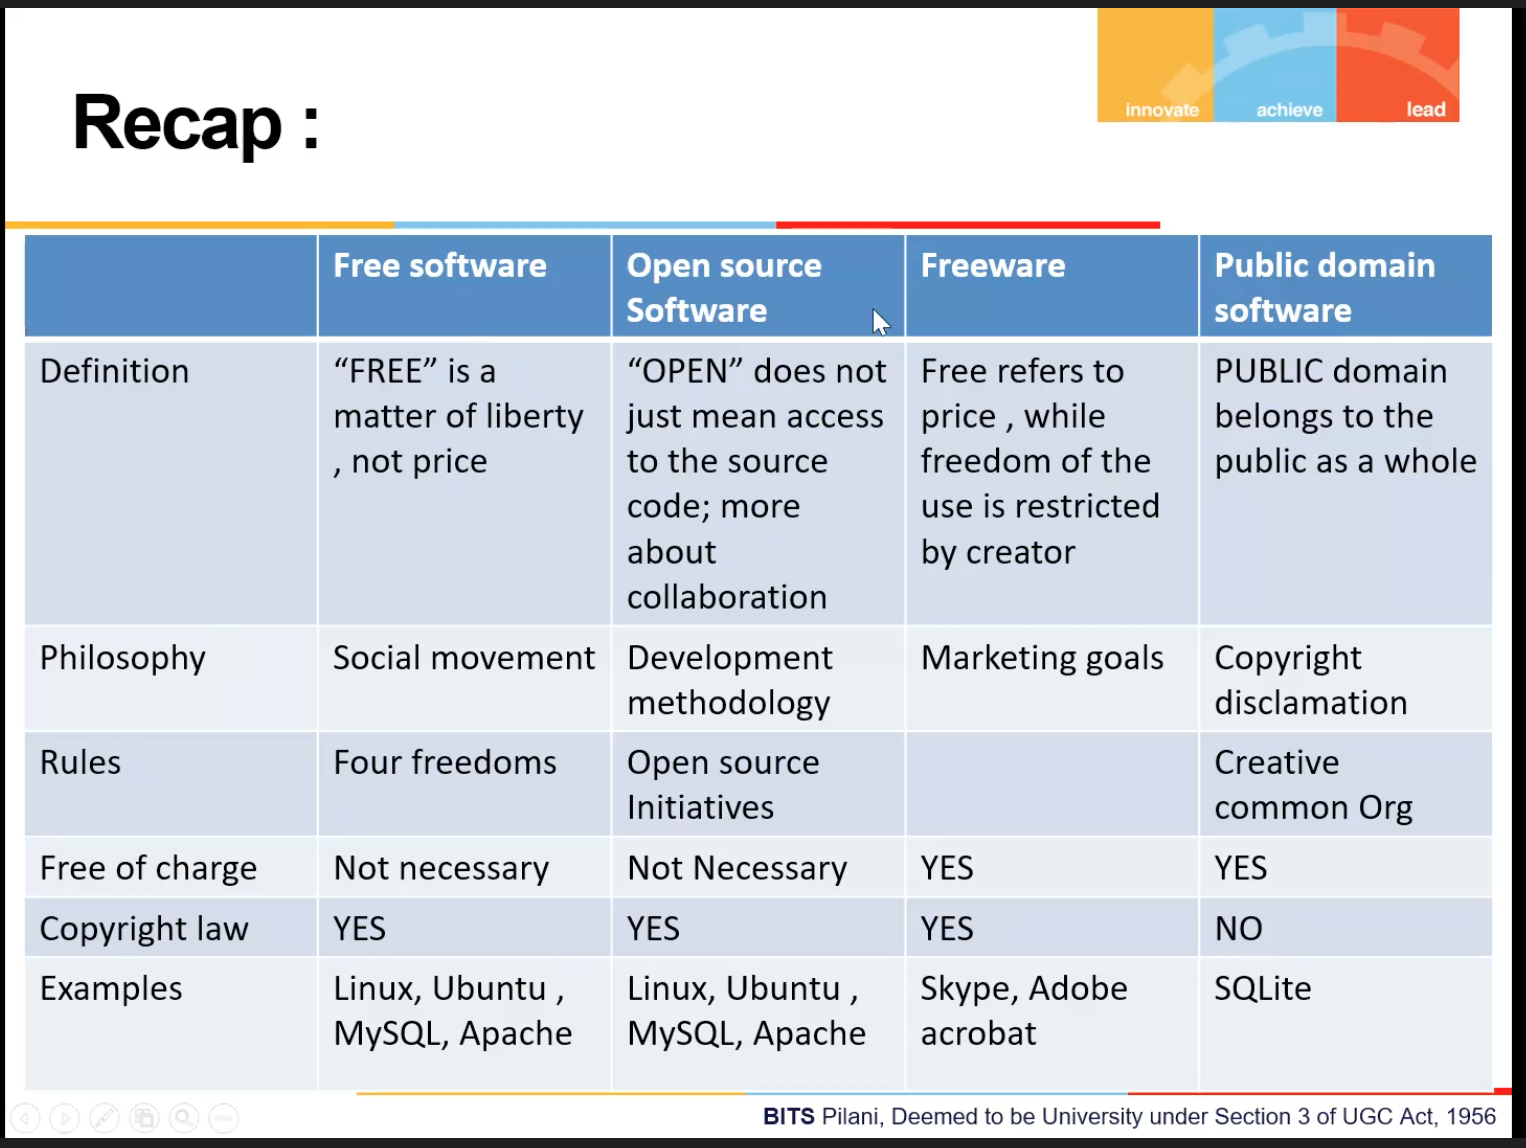 innovate achieve lead
Recap :
Free software
Open source
Software
Freeware
Public domain
software
Definition
“FREE” is a
matter of liberty
, not price
“OPEN” does not
just mean access
to the source
code; more
about
collaboration
Free refers to
price , while
freedom of the
use is restricted
by creator
PUBLIC domain
belongs to the
public as a whole
Philosophy
Social movement
Development
methodology
Marketing goals
Copyright
disclamation
Rules
Four freedoms
Open source
Initiatives
Creative
common Org
Free of charge
Not necessary
Not Necessary
YES
YES
Copyright law
YES
YES
YES
NO
Examples
Linux, Ubuntu ,
MySQL, Apache
Linux, Ubuntu ,
MySQL, Apache
Skype, Adobe
acrobat
SQLite
BITS Pilani, Deemed to be University under Section 3 of UGC Act, 1956